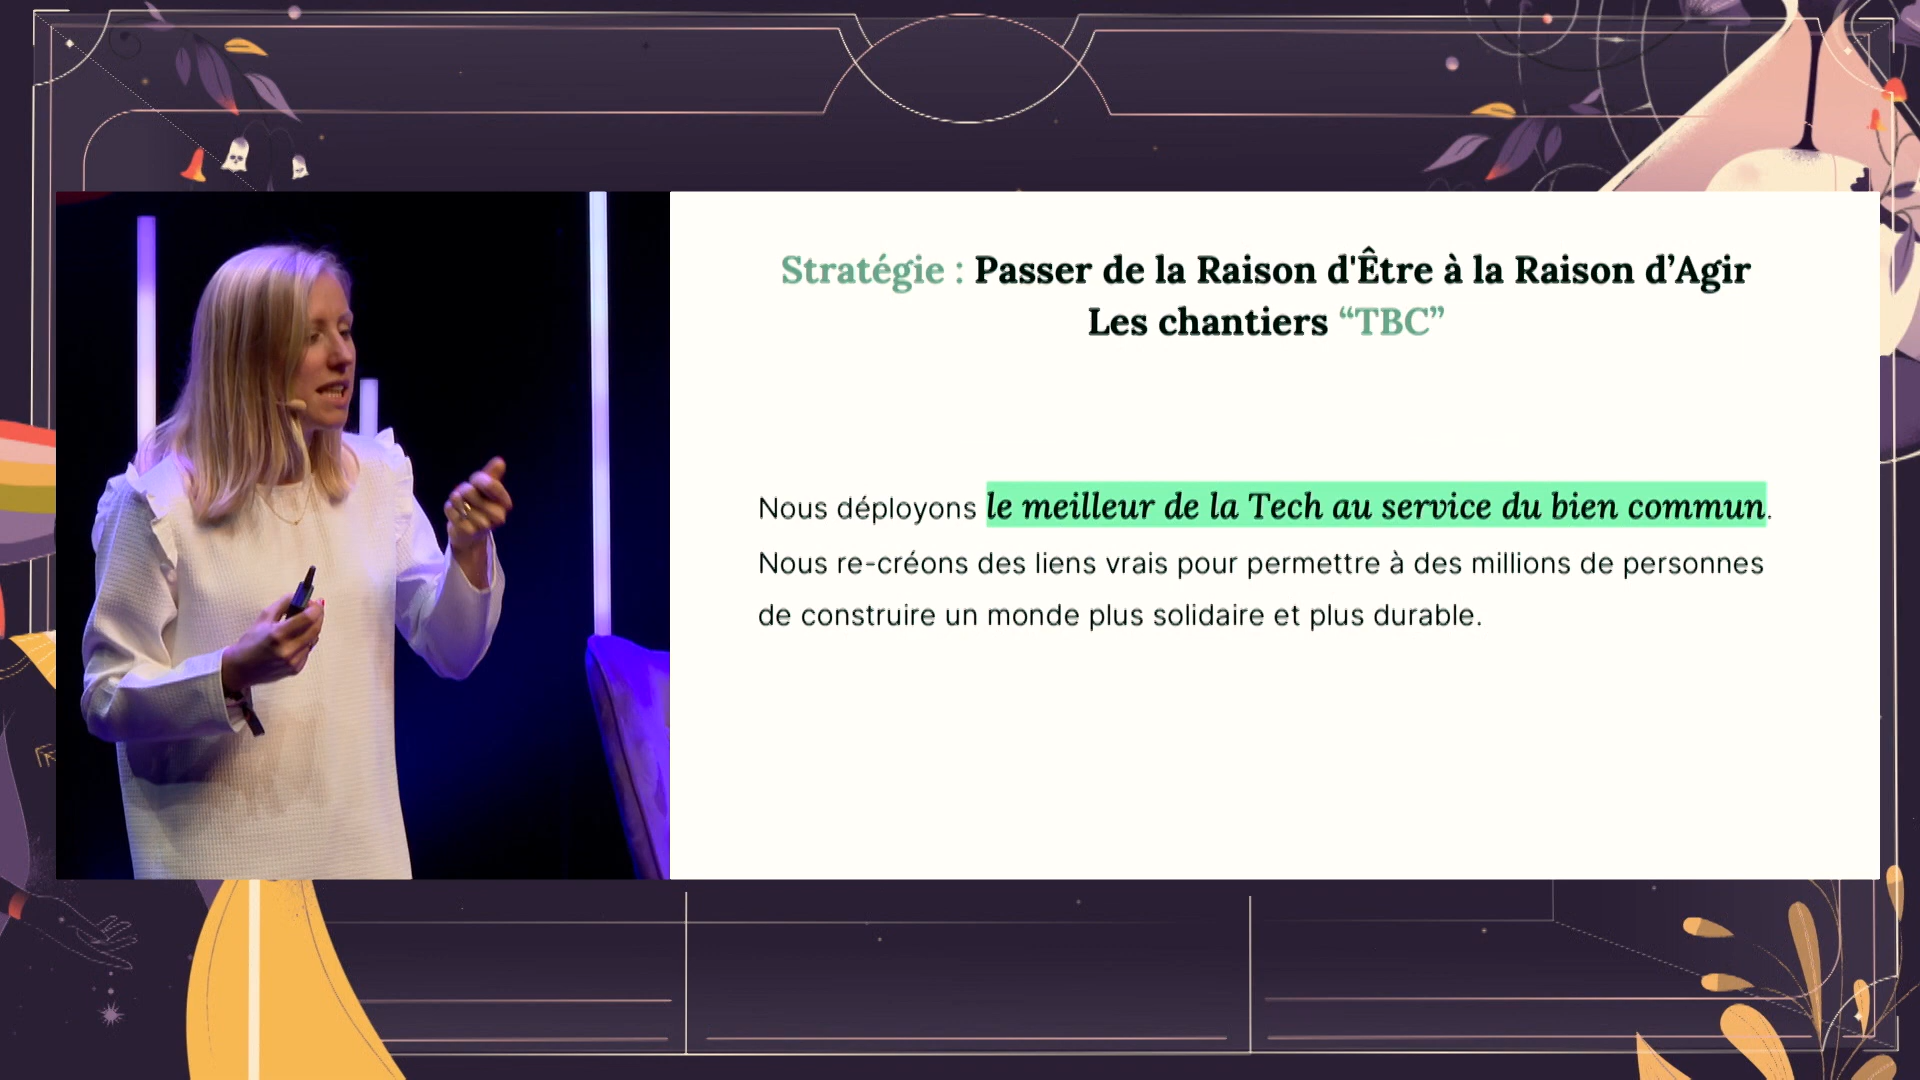 Stratégie : Passer de la Raison d'Être à la Raison d’Agir
Les chantiers “TBC”
Nous déployons le meilleur de la Tech au service du bien commun.
Nous re-créons des liens vrais pour permettre à des millions de personnes
de construire un monde plus solidaire et plus durable.